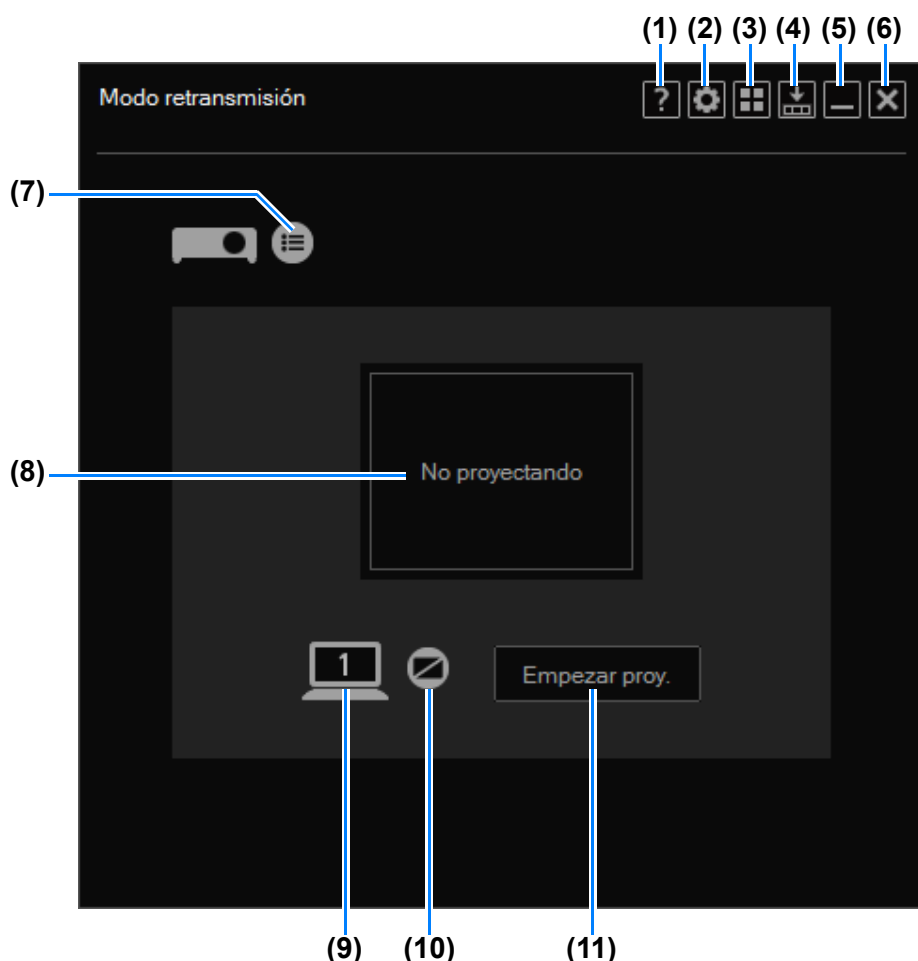 (1) (2) (3) (4) (5) (6)
Modo retransmisión
?
(7)
(8)
No proyectando
1
Empezar proy.
(9) (10) (11)